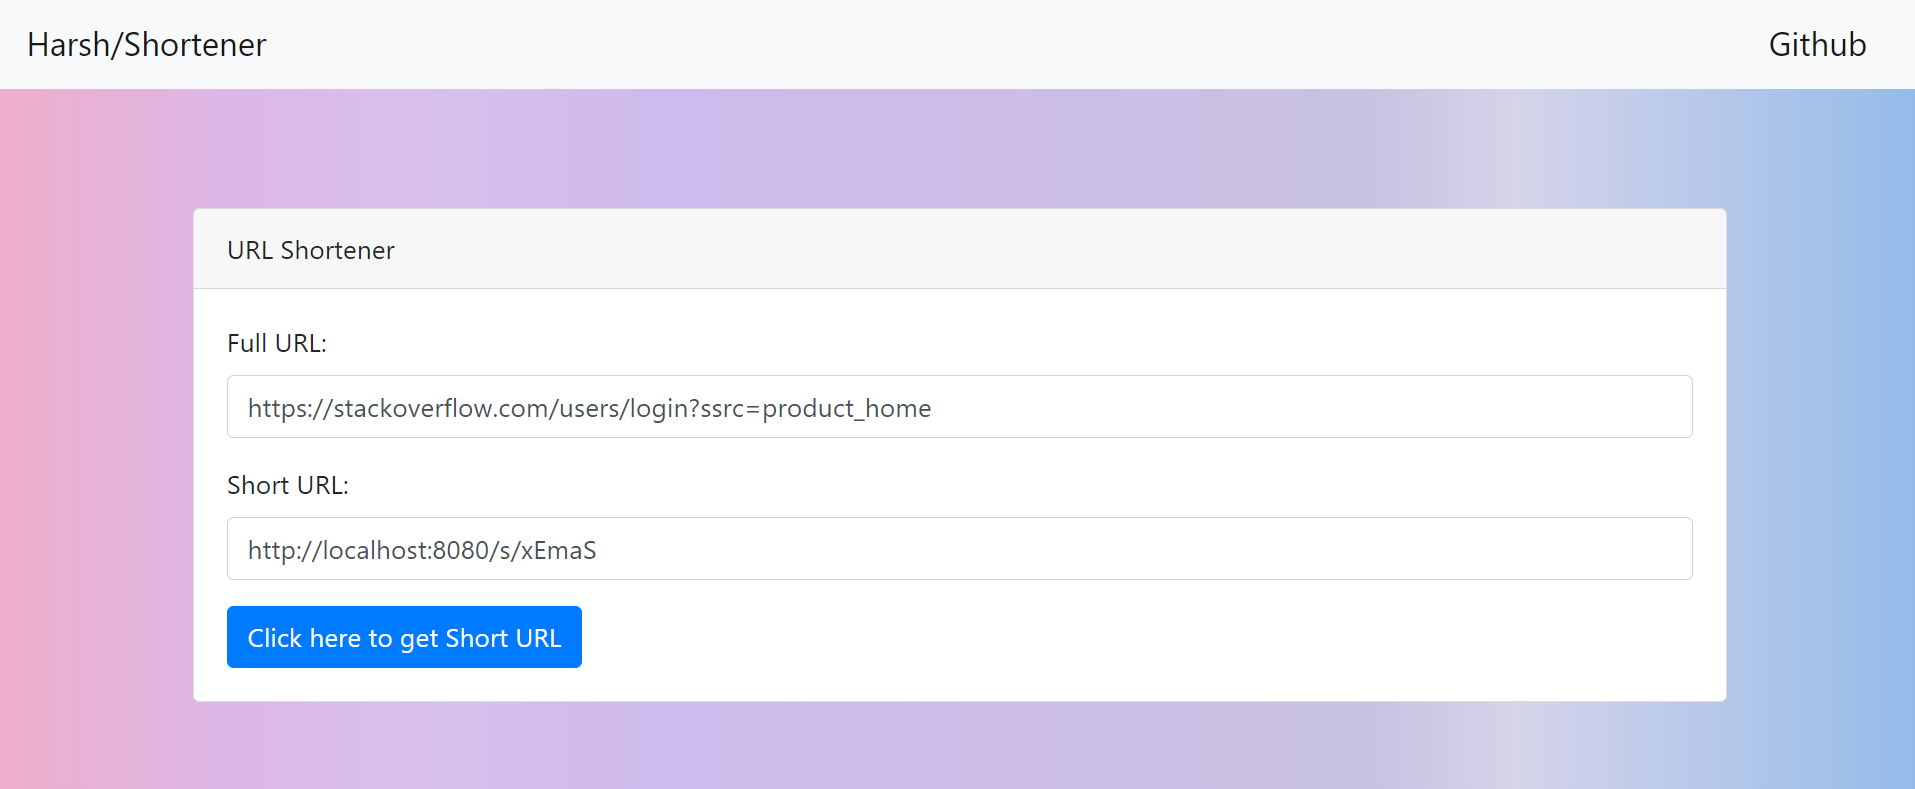 Harsh/Shortener
Github
URL Shortener
Full URL:
https://stackoverflow.com/users/login?ssrc=product_home
Short URL:
http://localhost:8080/s/xEmaS
Click here to get Short URL